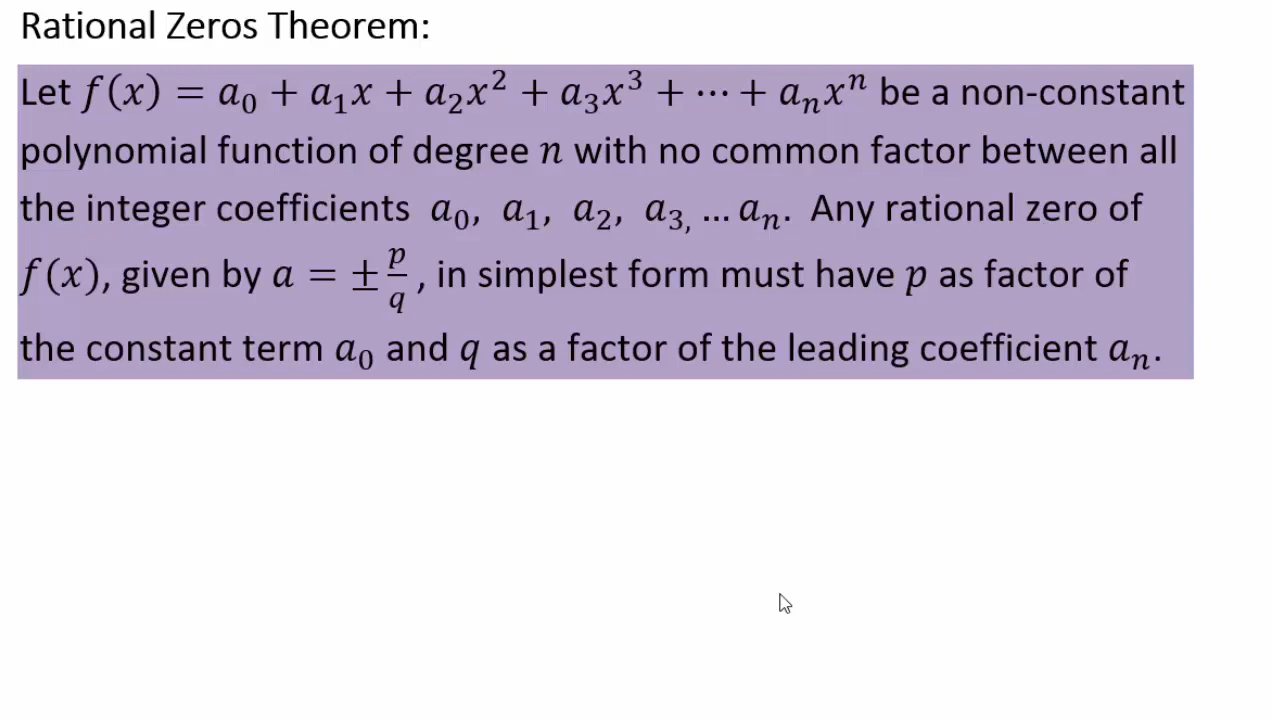 Rational Zeros Theorem:
Let f(x) = a₀ + a₁x + a₂x² + a₃x³ + ⋯ + aₙxⁿ be a non-constant
polynomial function of degree n with no common factor between all
the integer coefficients a₀, a₁, a₂, a₃, … aₙ. Any rational zero of
f(x), given by a = ±p/q, in simplest form must have p as factor of
the constant term a₀ and q as a factor of the leading coefficient aₙ.